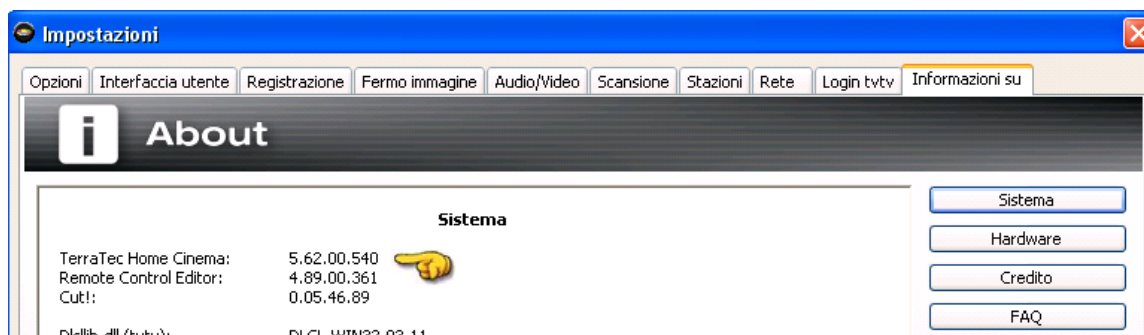 Impostazioni
Opzioni Interfaccia utente Registrazione Fermo immagine Audio/Video Scansione Stazioni Rete Login tvtv Informazioni su
i About
Sistema
TerraTec Home Cinema: 5.62.00.540
Remote Control Editor: 4.89.00.361
Cut!: 0.05.46.89
Sistema
Hardware
Credito
FAQ